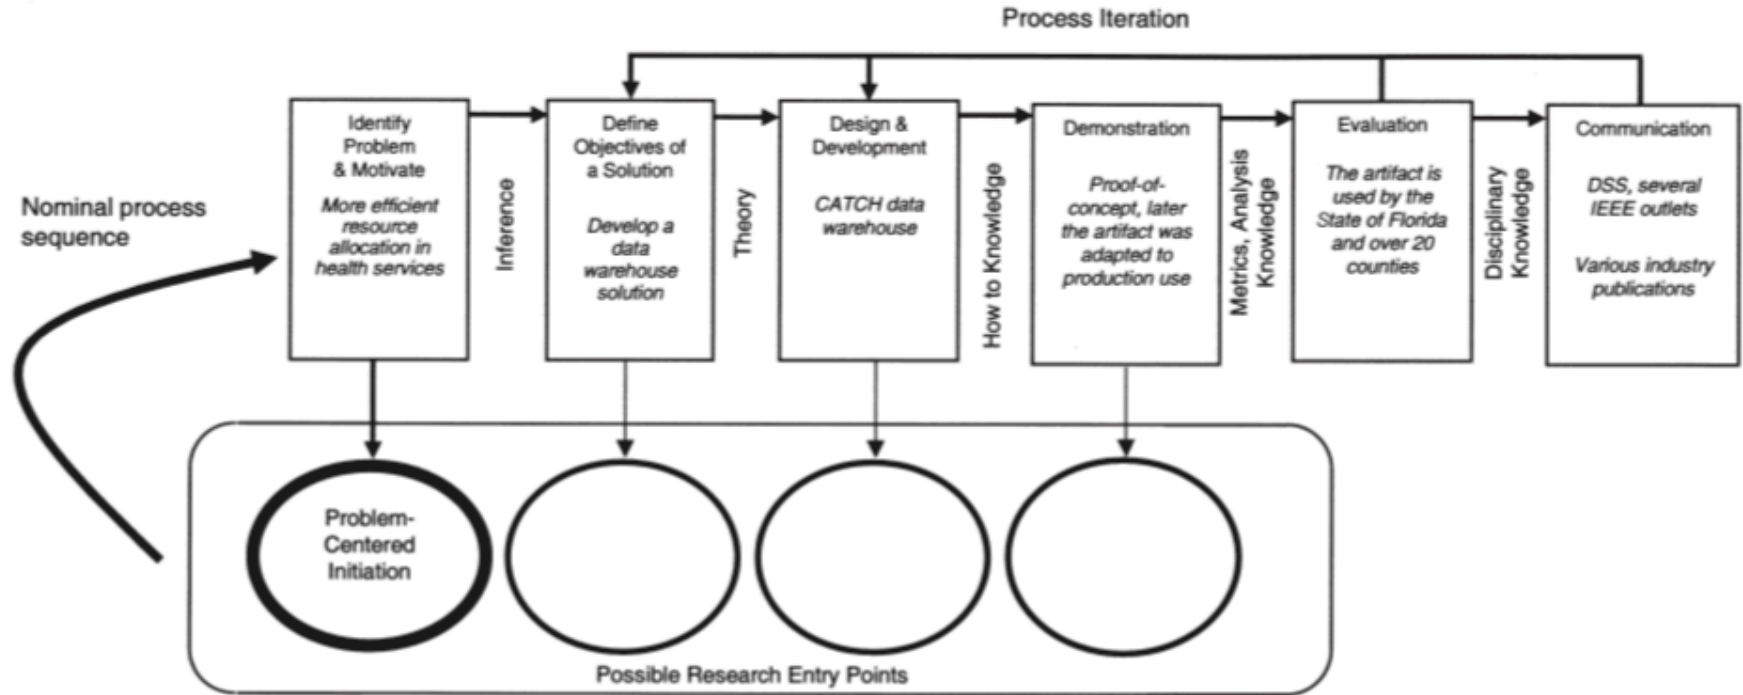 Process Iteration
Nominal process
sequence
Identify
Problem
& Motivate
More efficient
resource
allocation in
health services
Inference
Define
Objectives of
a Solution
Develop a
data
warehouse
solution
Theory
Design &
Development
CATCH data
warehouse
How to Knowledge
Demonstration
Proof-of-
concept, later
the artifact was
adapted to
production use
Metrics, Analysis
Knowledge
Evaluation
The artifact is
used by the
State of Florida
and over 20
counties
Disciplinary
Knowledge
Communication
DSS, several
IEEE outlets
Various industry
publications
Problem-
Centered
Initiation
Possible Research Entry Points